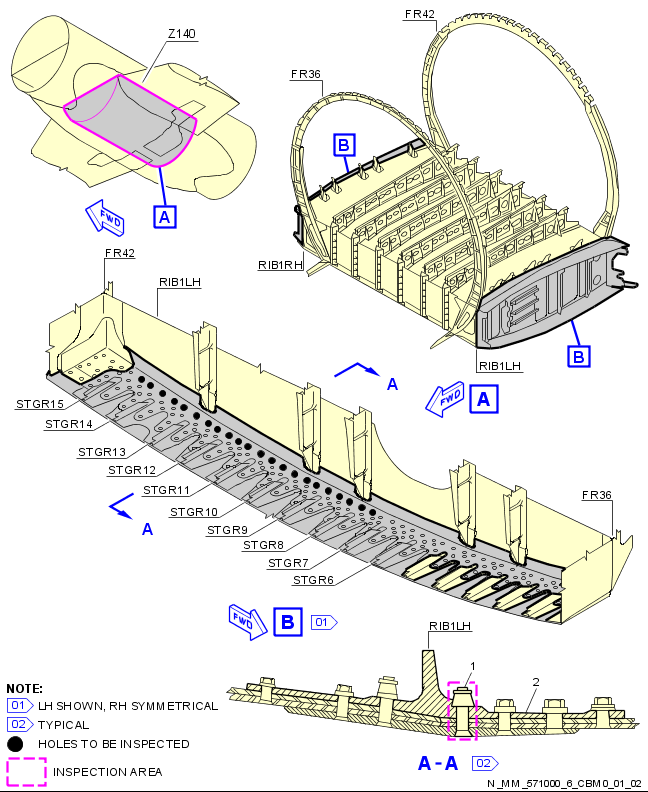 Z140
FR42
FR36
B
A
FWD
RIB1RH
FR42
RIB1LH
RIB1LH
B
A
FWD
A
STGR15
STGR14
STGR13
STGR12
STGR11
STGR10
STGR9
STGR8
STGR7
STGR6
FR36
A
FWD
B
01
RIB1LH
1
2
NOTE:
01 LH SHOWN, RH SYMMETRICAL
02 TYPICAL
HOLES TO BE INSPECTED
INSPECTION AREA
A-A 02
N_MM_571000_6_CBM0_01_02